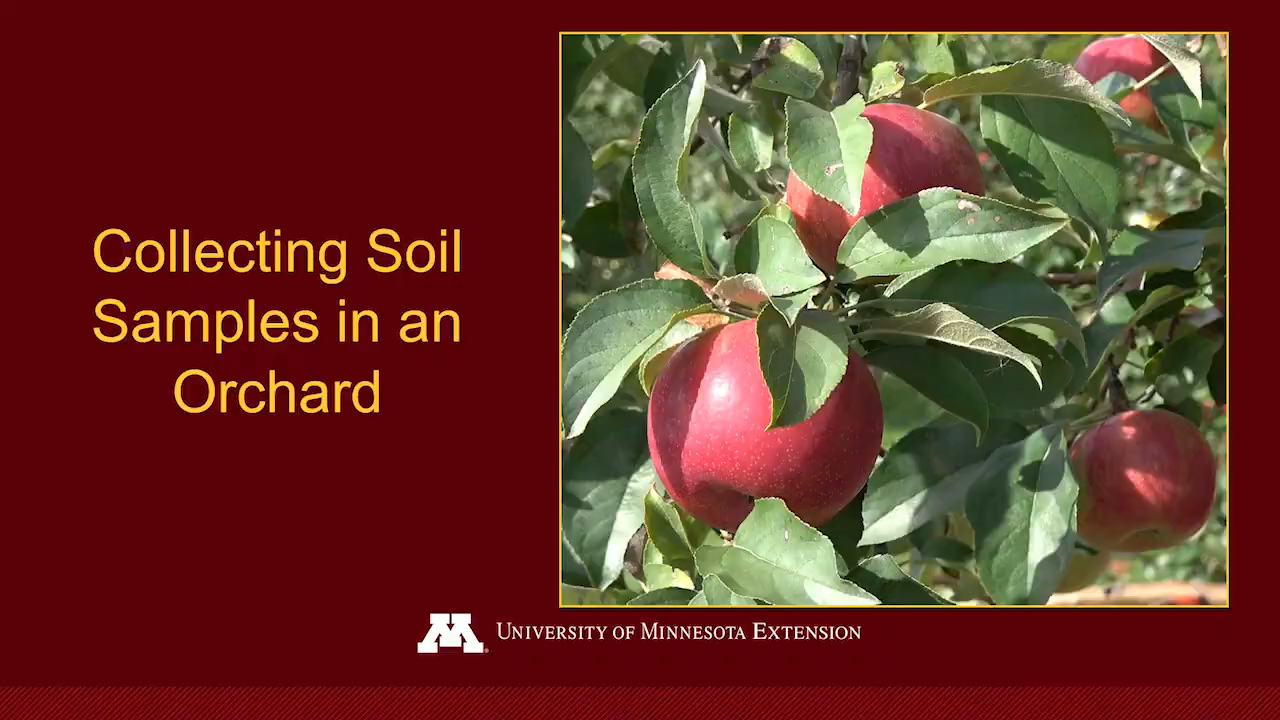 Collecting Soil
Samples in an
Orchard
M
UNIVERSITY OF MINNESOTA EXTENSION